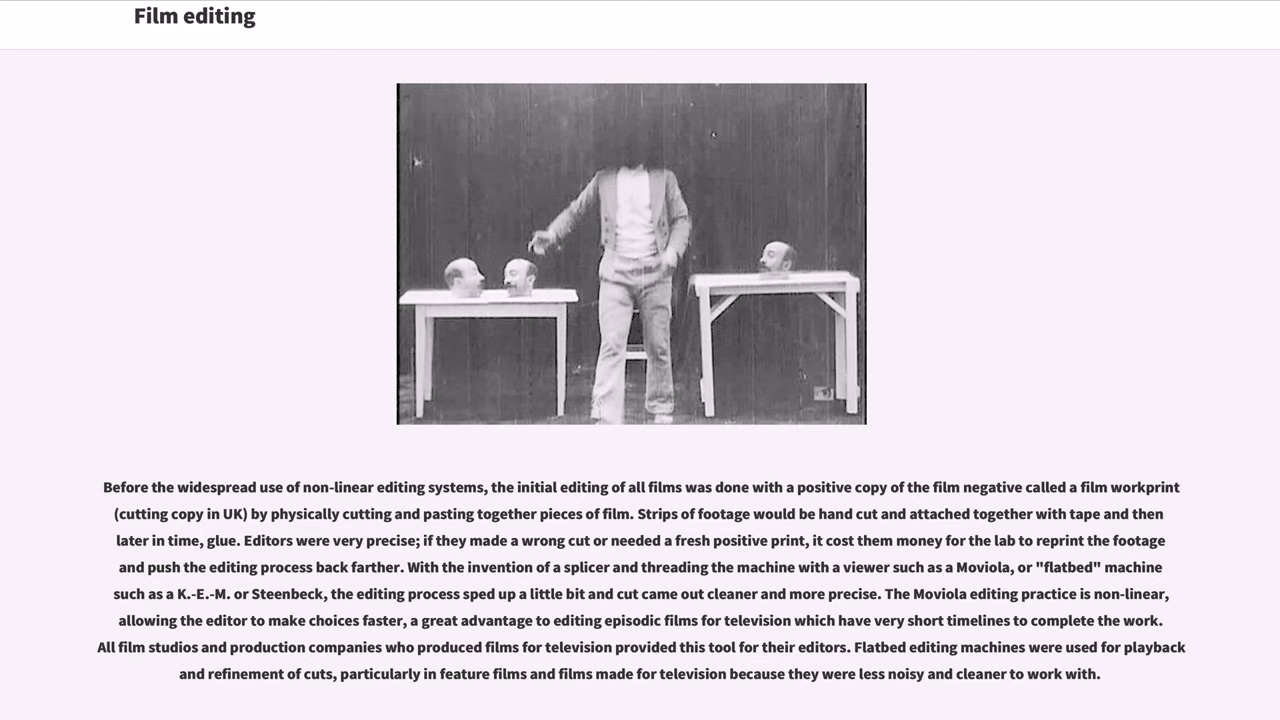 Film editing
Before the widespread use of non-linear editing systems, the initial editing of all films was done with a positive copy of the film negative called a film workprint
(cutting copy in UK) by physically cutting and pasting together pieces of film. Strips of footage would be hand cut and attached together with tape and then
later in time, glue. Editors were very precise; if they made a wrong cut or needed a fresh positive print, it cost them money for the lab to reprint the footage
and push the editing process back farther. With the invention of a splicer and threading the machine with a viewer such as a Moviola, or "flatbed" machine
such as a K.-E.-M. or Steenbeck, the editing process sped up a little bit and cut came out cleaner and more precise. The Moviola editing practice is non-linear,
allowing the editor to make choices faster, a great advantage to editing episodic films for television which have very short timelines to complete the work.
All film studios and production companies who produced films for television provided this tool for their editors. Flatbed editing machines were used for playback
and refinement of cuts, particularly in feature films and films made for television because they were less noisy and cleaner to work with.